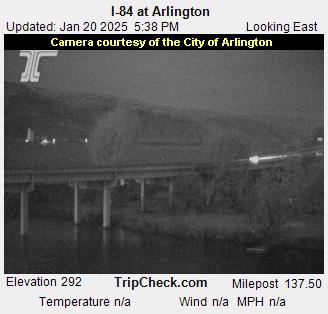 I-84 at Arlington
Updated: Jan 20 2025 5:38 PM Looking East
Camera courtesy of the City of Arlington
Elevation 292 TripCheck.com Milepost 137.50
Temperature n/a Wind n/a MPH n/a